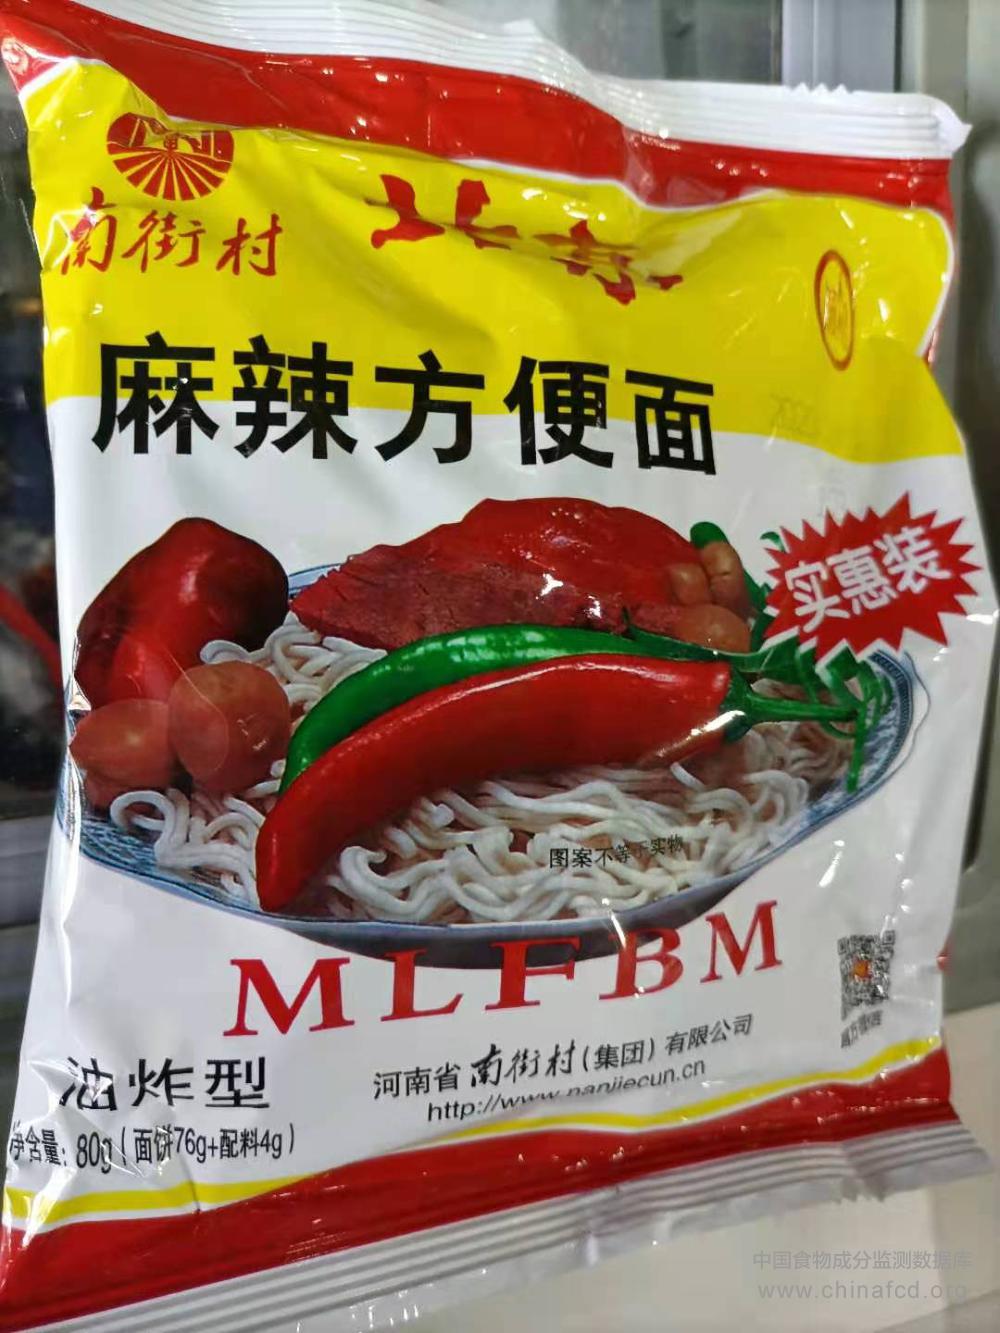 南街村
北京
麻辣方便面
实惠装
图案不等于实物
MLFBM
油炸型
河南省南街村(集团)有限公司
http://www.nanjiecun.cn
净含量: 80g(面饼76g+配料4g)
中国食物成分监测数据库
www.chinafcd.org